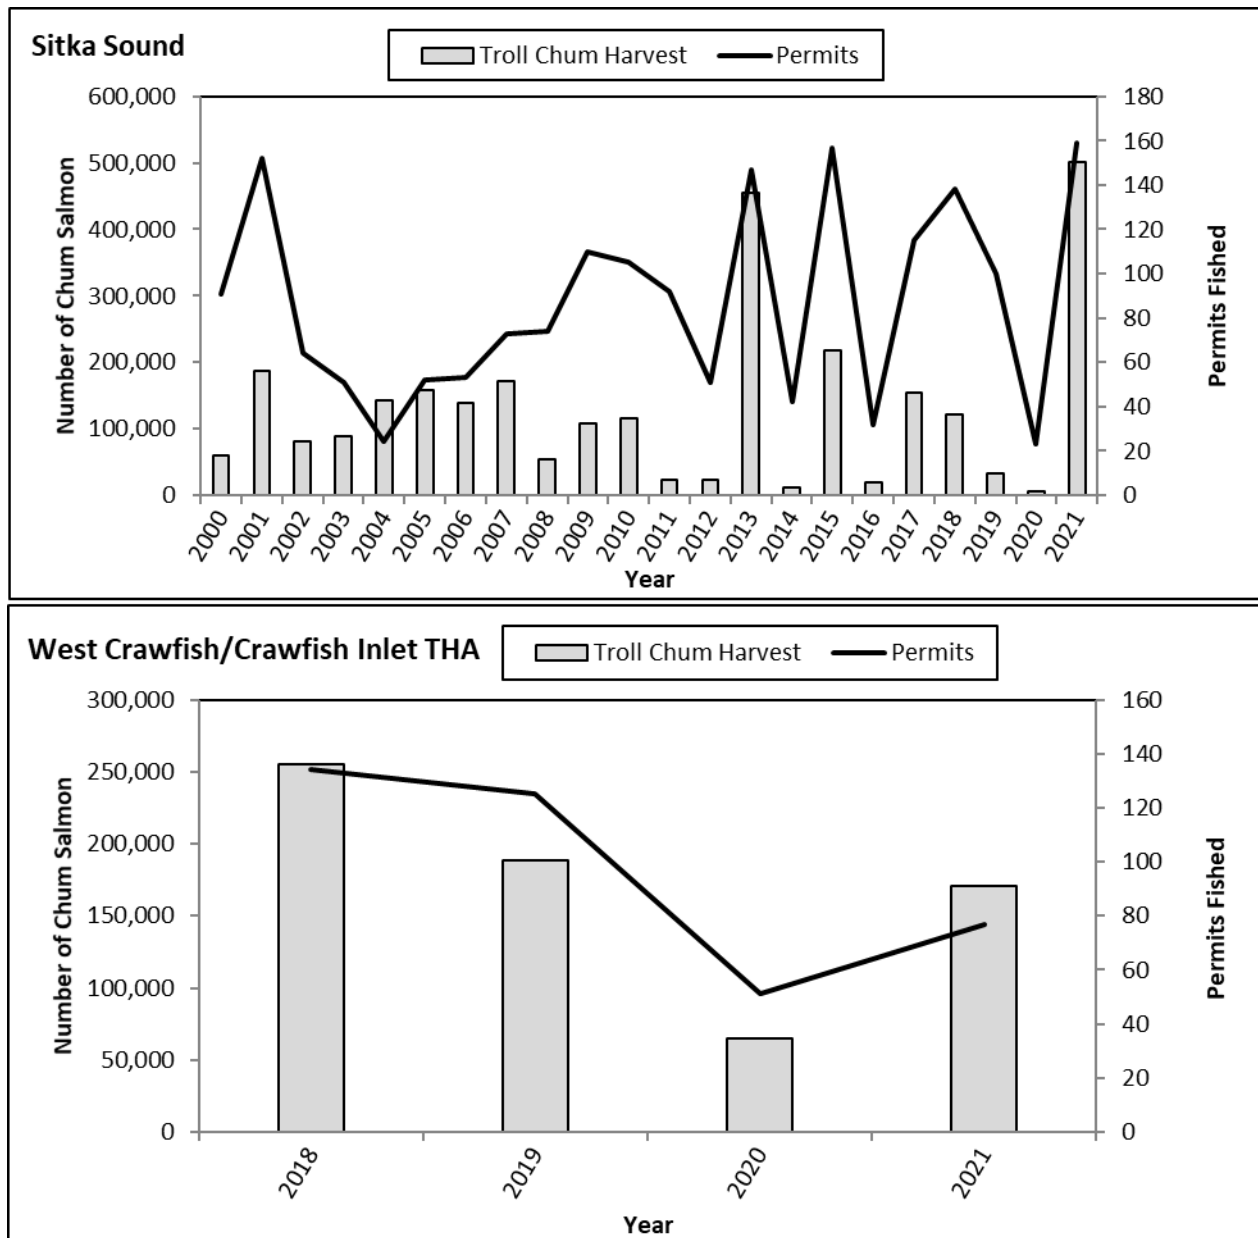 Sitka Sound
Troll Chum Harvest Permits
600,000
500,000
400,000
300,000
200,000
100,000
0
Number of Chum Salmon
180
160
140
120
100
80
60
40
20
0
Permits Fished
2000 2001 2002 2003 2004 2005 2006 2007 2008 2009 2010 2011 2012 2013 2014 2015 2016 2017 2018 2019 2020 2021
Year
West Crawfish/Crawfish Inlet THA
Troll Chum Harvest Permits
300,000
250,000
200,000
150,000
100,000
50,000
0
Number of Chum Salmon
160
140
120
100
80
60
40
20
0
Permits Fished
2018 2019 2020 2021
Year